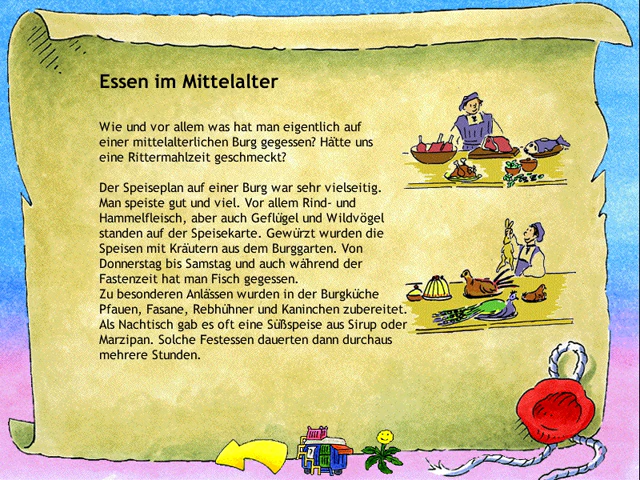 Essen im Mittelalter
Wie und vor allem was hat man eigentlich auf
einer mittelalterlichen Burg gegessen? Hätte uns
eine Rittermahlzeit geschmeckt?
Der Speiseplan auf einer Burg war sehr vielseitig.
Man speiste gut und viel. Vor allem Rind- und
Hammelfleisch, aber auch Geflügel und Wildvögel
standen auf der Speisekarte. Gewürzt wurden die
Speisen mit Kräutern aus dem Burggarten. Von
Donnerstag bis Samstag und auch während der
Fastenzeit hat man Fisch gegessen.
Zu besonderen Anlässen wurden in der Burgküche
Pfauen, Fasane, Rebhühner und Kaninchen zubereitet.
Als Nachtisch gab es oft eine Süßspeise aus Sirup oder
Marzipan. Solche Festessen dauerten dann durchaus
mehrere Stunden.